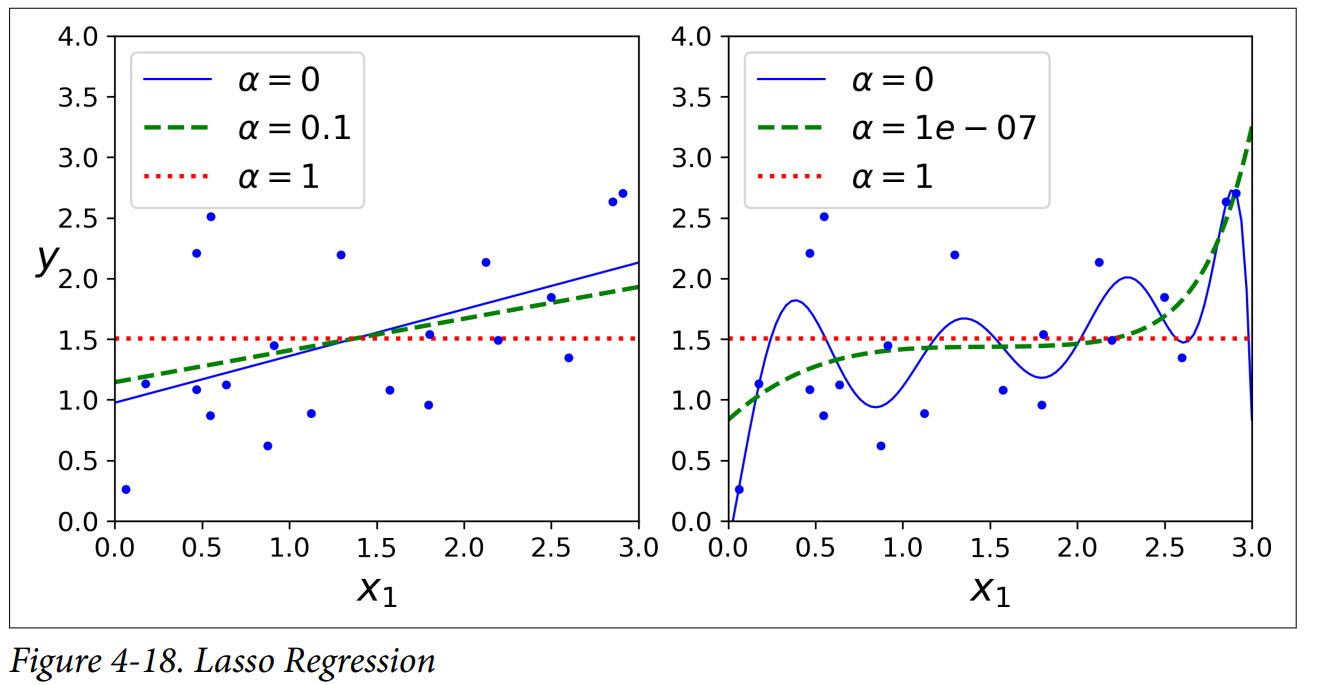 4.0
3.5
3.0
2.5
2.0
1.5
1.0
0.5
0.0
y
α = 0
α = 0.1
α = 1
0.0 0.5 1.0 1.5 2.0 2.5 3.0
x₁
4.0
3.5
3.0
2.5
2.0
1.5
1.0
0.5
0.0
α = 0
α = 1e − 07
α = 1
0.0 0.5 1.0 1.5 2.0 2.5 3.0
x₁
Figure 4-18. Lasso Regression